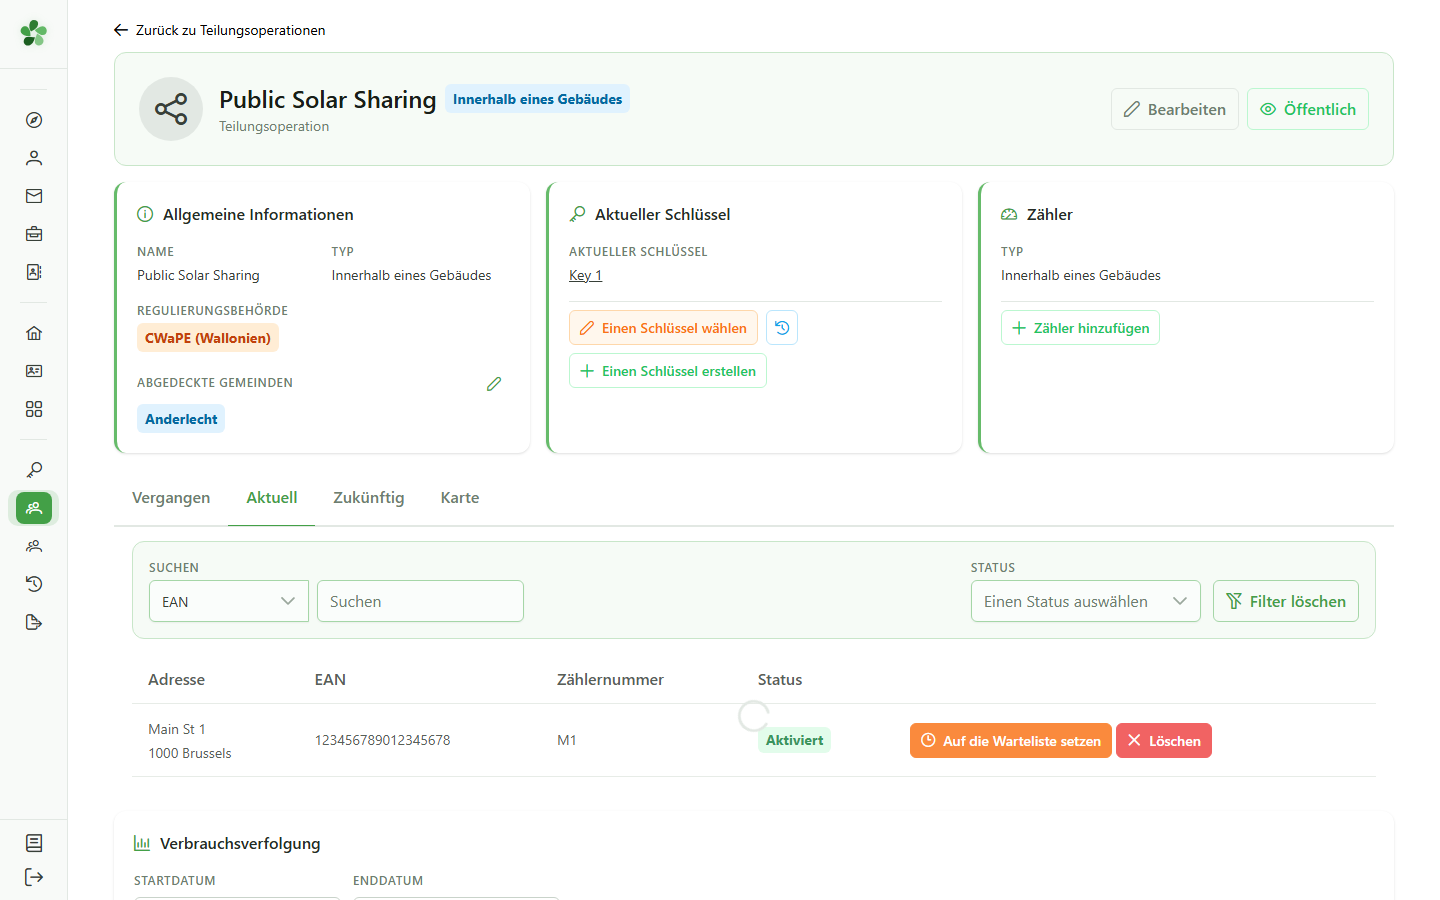 Zurück zu Teilungsoperationen
Public Solar Sharing
Innerhalb eines Gebäudes
Teilungsoperation
Bearbeiten
Öffentlich
Allgemeine Informationen
NAME
TYP
Public Solar Sharing
Innerhalb eines Gebäudes
REGULIERUNGSBEHÖRDE
CWaPE (Wallonien)
ABGEDECKTE GEMEINDEN
Anderlecht
Aktueller Schlüssel
AKTUELLER SCHLÜSSEL
Key 1
Einen Schlüssel wählen
Einen Schlüssel erstellen
Zähler
TYP
Innerhalb eines Gebäudes
Zähler hinzufügen
Vergangen
Aktuell
Zukünftig
Karte
SUCHEN
EAN
Suchen
STATUS
Einen Status auswählen
Filter löschen
Adresse
EAN
Zählernummer
Status
Main St 1
1000 Brussels
123456789012345678
M1
Aktiviert
Auf die Warteliste setzen
Löschen
Verbrauchsverfolgung
STARTDATUM
ENDDATUM